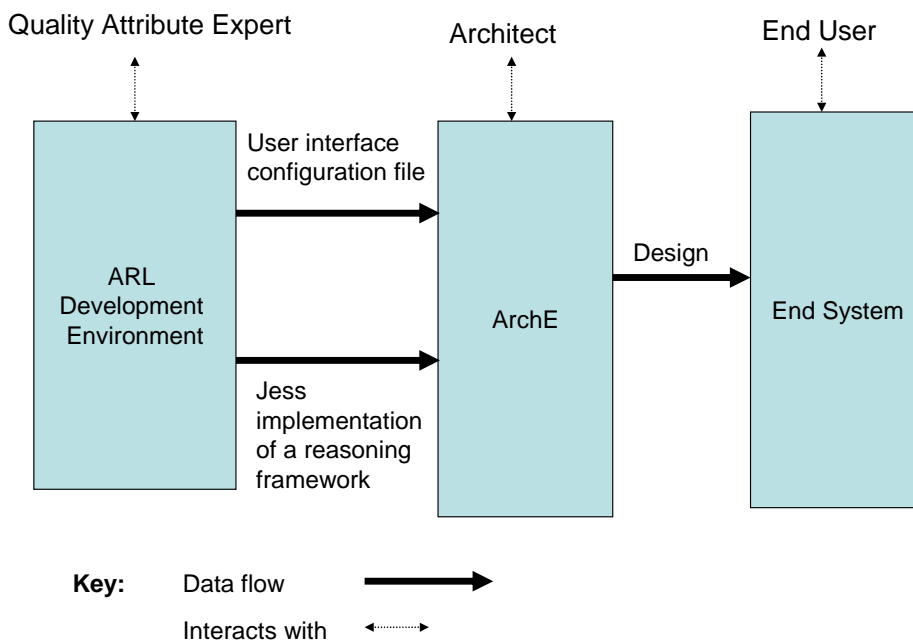 Quality Attribute Expert
Architect
End User
User interface
configuration file
ARL
Development
Environment
Jess
implementation
of a reasoning
framework
ArchE
Design
End System
Key:
Data flow
Interacts with